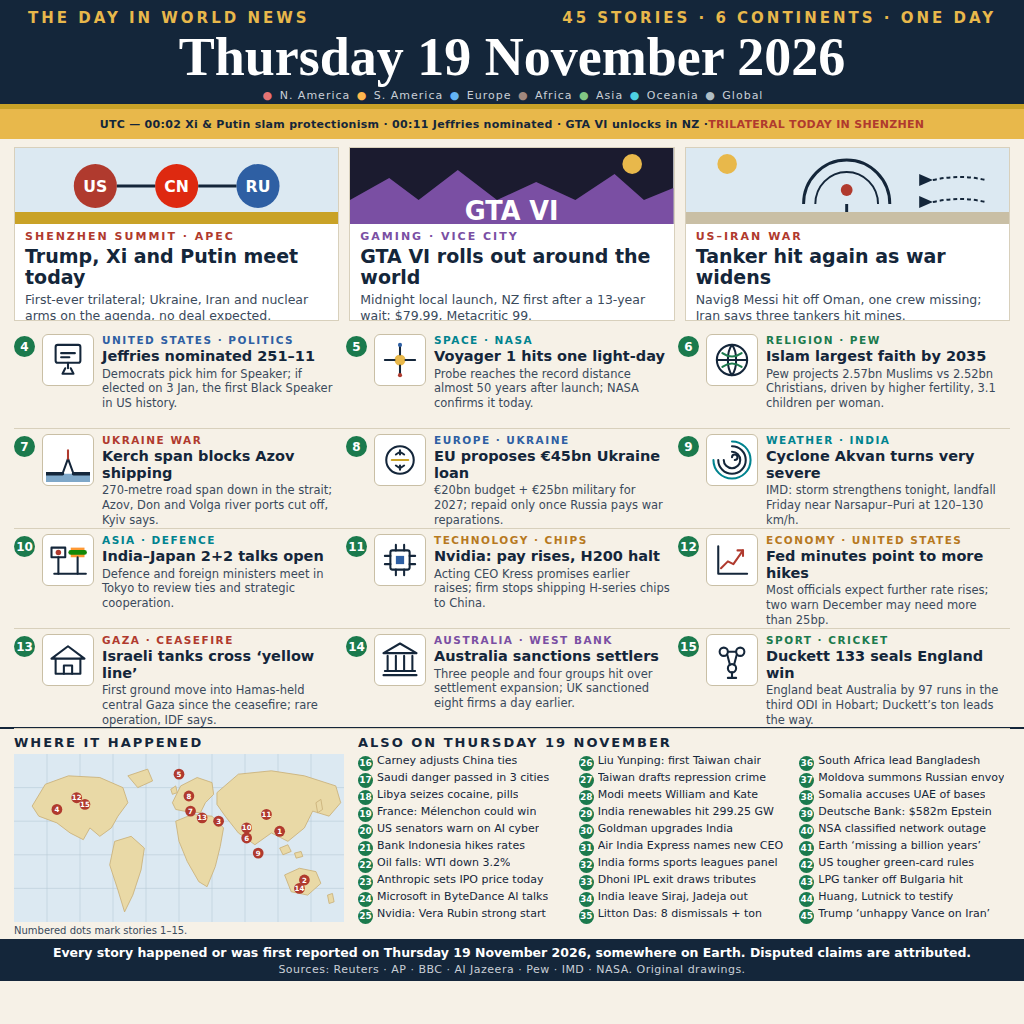 THE DAY IN WORLD NEWS
45 STORIES · 6 CONTINENTS · ONE DAY
Thursday 19 November 2026
N. America S. America Europe Africa Asia Oceania Global
UTC — 00:02 Xi & Putin slam protectionism · 00:11 Jeffries nominated · GTA VI unlocks in NZ ·TRILATERAL TODAY IN SHENZHEN
US CN RU
SHENZHEN SUMMIT · APEC
Trump, Xi and Putin meet
today
First-ever trilateral; Ukraine, Iran and nuclear
arms on the agenda, no deal expected.
GTA VI
GAMING · VICE CITY
GTA VI rolls out around the
world
Midnight local launch, NZ first after a 13-year
wait; $79.99, Metacritic 99.
US–IRAN WAR
Tanker hit again as war
widens
Navig8 Messi hit off Oman, one crew missing;
Iran says three tankers hit mines.
4
UNITED STATES · POLITICS
Jeffries nominated 251–11
Democrats pick him for Speaker; if
elected on 3 Jan, the first Black Speaker
in US history.
5
SPACE · NASA
Voyager 1 hits one light-day
Probe reaches the record distance
almost 50 years after launch; NASA
confirms it today.
6
RELIGION · PEW
Islam largest faith by 2035
Pew projects 2.57bn Muslims vs 2.52bn
Christians, driven by higher fertility, 3.1
children per woman.
7
UKRAINE WAR
Kerch span blocks Azov
shipping
270-metre road span down in the strait;
Azov, Don and Volga river ports cut off,
Kyiv says.
8
EUROPE · UKRAINE
EU proposes €45bn Ukraine
loan
€20bn budget + €25bn military for
2027; repaid only once Russia pays war
reparations.
9
WEATHER · INDIA
Cyclone Akvan turns very
severe
IMD: storm strengthens tonight, landfall
Friday near Narsapur–Puri at 120–130
km/h.
10
ASIA · DEFENCE
India–Japan 2+2 talks open
Defence and foreign ministers meet in
Tokyo to review ties and strategic
cooperation.
11
TECHNOLOGY · CHIPS
Nvidia: pay rises, H200 halt
Acting CEO Kress promises earlier
raises; firm stops shipping H-series chips
to China.
12
ECONOMY · UNITED STATES
Fed minutes point to more
hikes
Most officials expect further rate rises;
two warn December may need more
than 25bp.
13
GAZA · CEASEFIRE
Israeli tanks cross ‘yellow
line’
First ground move into Hamas-held
central Gaza since the ceasefire; rare
operation, IDF says.
14
AUSTRALIA · WEST BANK
Australia sanctions settlers
Three people and four groups hit over
settlement expansion; UK sanctioned
eight firms a day earlier.
15
SPORT · CRICKET
Duckett 133 seals England
win
England beat Australia by 97 runs in the
third ODI in Hobart; Duckett’s ton leads
the way.
WHERE IT HAPPENED
5
8
12
15
4
7
13
3
11
10
1
6
9
2
14
Numbered dots mark stories 1–15.
ALSO ON THURSDAY 19 NOVEMBER
16 Carney adjusts China ties
17 Saudi danger passed in 3 cities
18 Libya seizes cocaine, pills
19 France: Mélenchon could win
20 US senators warn on AI cyber
21 Bank Indonesia hikes rates
22 Oil falls: WTI down 3.2%
23 Anthropic sets IPO price today
24 Microsoft in ByteDance AI talks
25 Nvidia: Vera Rubin strong start
26 Liu Yunping: first Taiwan chair
27 Taiwan drafts repression crime
28 Modi meets William and Kate
29 India renewables hit 299.25 GW
30 Goldman upgrades India
31 Air India Express names new CEO
32 India forms sports leagues panel
33 Dhoni IPL exit draws tributes
34 India leave Siraj, Jadeja out
35 Litton Das: 8 dismissals + ton
36 South Africa lead Bangladesh
37 Moldova summons Russian envoy
38 Somalia accuses UAE of bases
39 Deutsche Bank: $582m Epstein
40 NSA classified network outage
41 Earth ‘missing a billion years’
42 US tougher green-card rules
43 LPG tanker off Bulgaria hit
44 Huang, Lutnick to testify
45 Trump ‘unhappy Vance on Iran’
Every story happened or was first reported on Thursday 19 November 2026, somewhere on Earth. Disputed claims are attributed.
Sources: Reuters · AP · BBC · Al Jazeera · Pew · IMD · NASA. Original drawings.